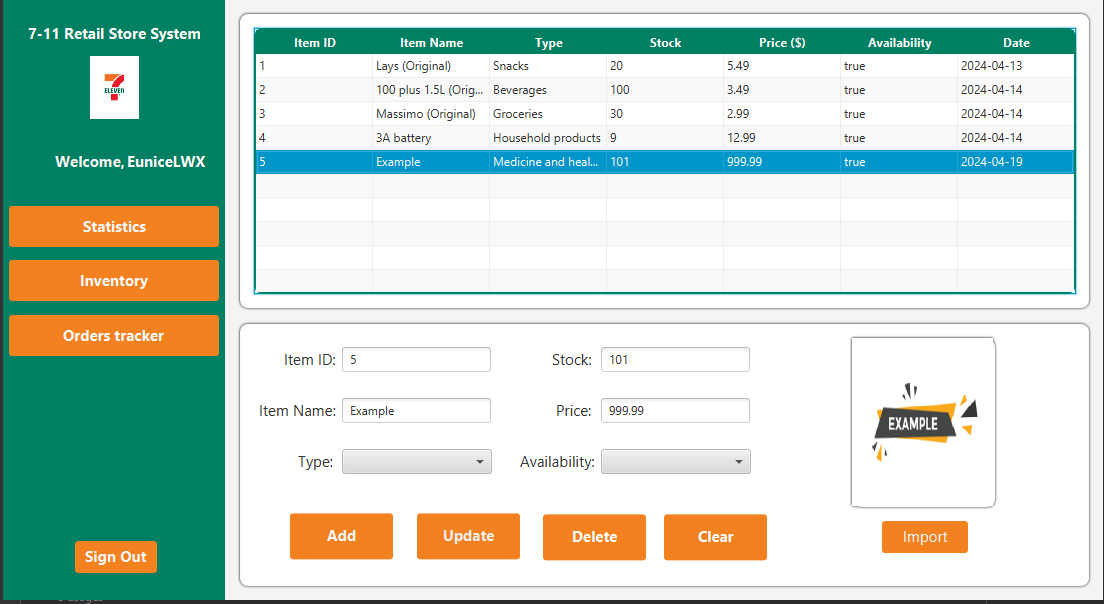 7-11 Retail Store System
ELEVEN
Welcome, EuniceLWX
Statistics
Inventory
Orders tracker
Sign Out
Item ID Item Name Type Stock Price ($) Availability Date
1 Lays (Original) Snacks 20 5.49 true 2024-04-13
2 100 plus 1.5L (Orig... Beverages 100 3.49 true 2024-04-14
3 Massimo (Original) Groceries 30 2.99 true 2024-04-14
4 3A battery Household products 9 12.99 true 2024-04-14
5 Example Medicine and heal... 101 999.99 true 2024-04-19
Item ID: 5 Stock: 101
Item Name: Example Price: 999.99
Type: Availability:
EXAMPLE
Add Update Delete Clear
Import